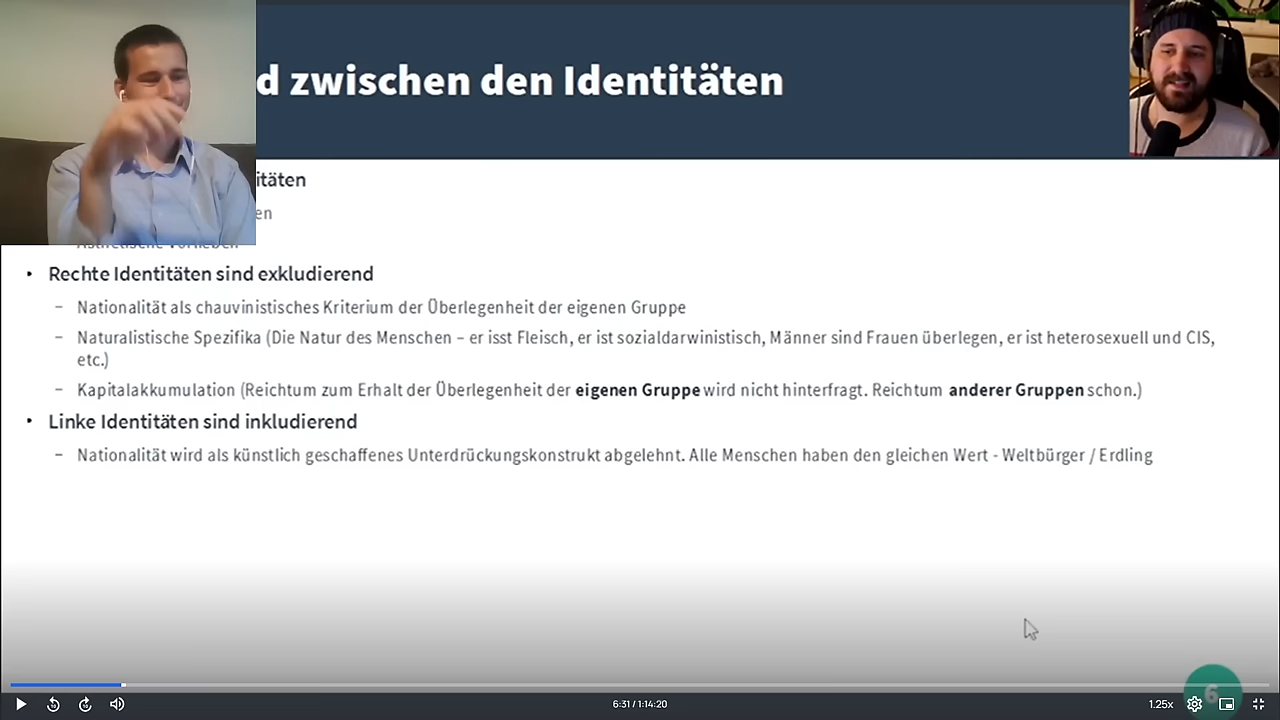 d zwischen den Identitäten
itäten
en
Ästhetische Vorlieben
• Rechte Identitäten sind exkludierend
– Nationalität als chauvinistisches Kriterium der Überlegenheit der eigenen Gruppe
– Naturalistische Spezifika (Die Natur des Menschen – er isst Fleisch, er ist sozialdarwinistisch, Männer sind Frauen überlegen, er ist heterosexuell und CIS,
etc.)
– Kapitalakkumulation (Reichtum zum Erhalt der Überlegenheit der eigenen Gruppe wird nicht hinterfragt. Reichtum anderer Gruppen schon.)
• Linke Identitäten sind inkludierend
– Nationalität wird als künstlich geschaffenes Unterdrückungskonstrukt abgelehnt. Alle Menschen haben den gleichen Wert - Weltbürger / Erdling
6
6:31 / 1:14:20
1.25x